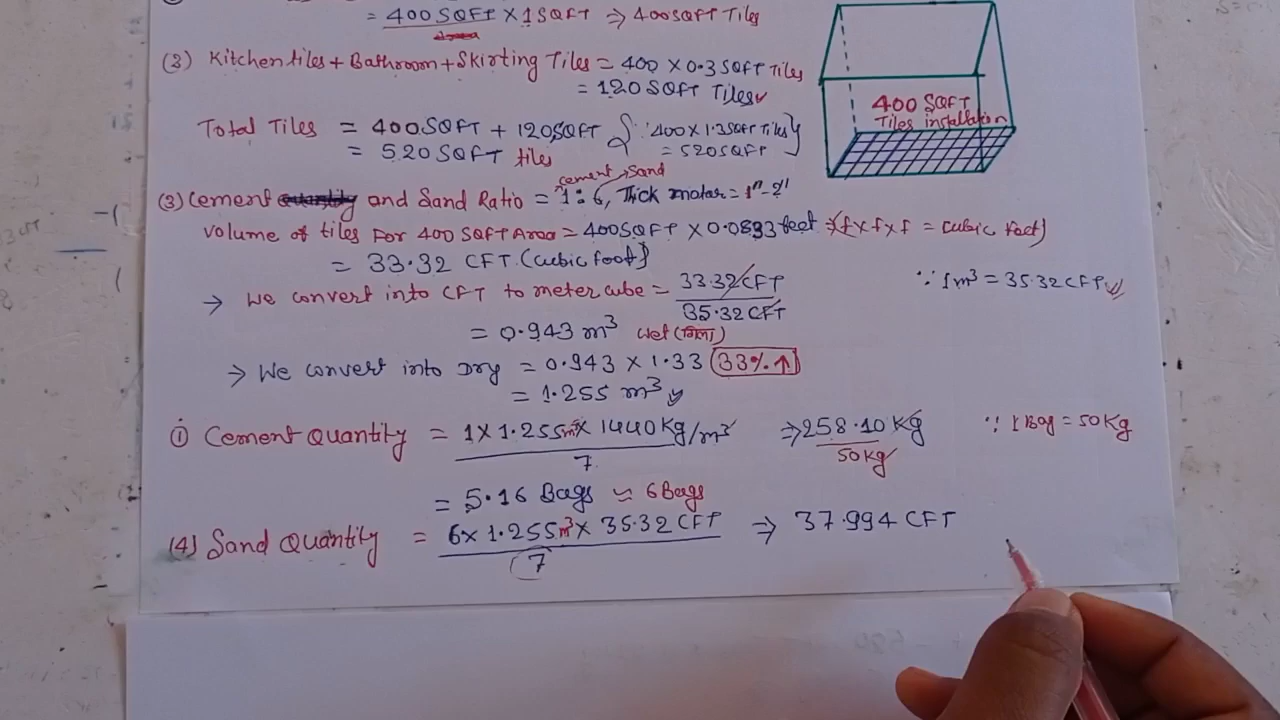 = 400 SQFT × 1 SQFT ⇒ 400 SQFT Tiles
(3) Kitchen tiles + Bathroom + Skirting Tiles = 400 × 0.3 SQFT Tiles
= 120 SQFT Tiles
Total Tiles = 400 SQFT + 120 SQFT { ∵ 400 × 1.3 SQFT Tiles}
= 520 SQFT tiles = 520 SQFT
400 SQFT
Tiles installation
cement → Sand
(3) Cement and Sand Ratio = 1:6, Thick motar = 1"-2"
volume of tiles For 400 SQFT Area = 400 SQFT × 0.0833 feet {f×f×f = cubic foot}
= 33.32 CFT (cubic foot)
→ We convert into CFT to meter cube = 33.32 CFT / 35.32 CFT ∵ 1m³ = 35.32 CFT
= 0.943 m³ wet (गिला)
→ We convert into Dry = 0.943 × 1.33 (33% ↑)
= 1.255 m³
(i) Cement Quantity = 1 × 1.255 m³ × 1440 Kg/m³ / 7 ⇒ 258.10 Kg / 50 Kg ∵ 1 Bag = 50 Kg
= 5.16 Bags ≈ 6 Bags
(4) Sand Quantity = 6 × 1.255 m³ × 35.32 CFT / 7 ⇒ 37.994 CFT